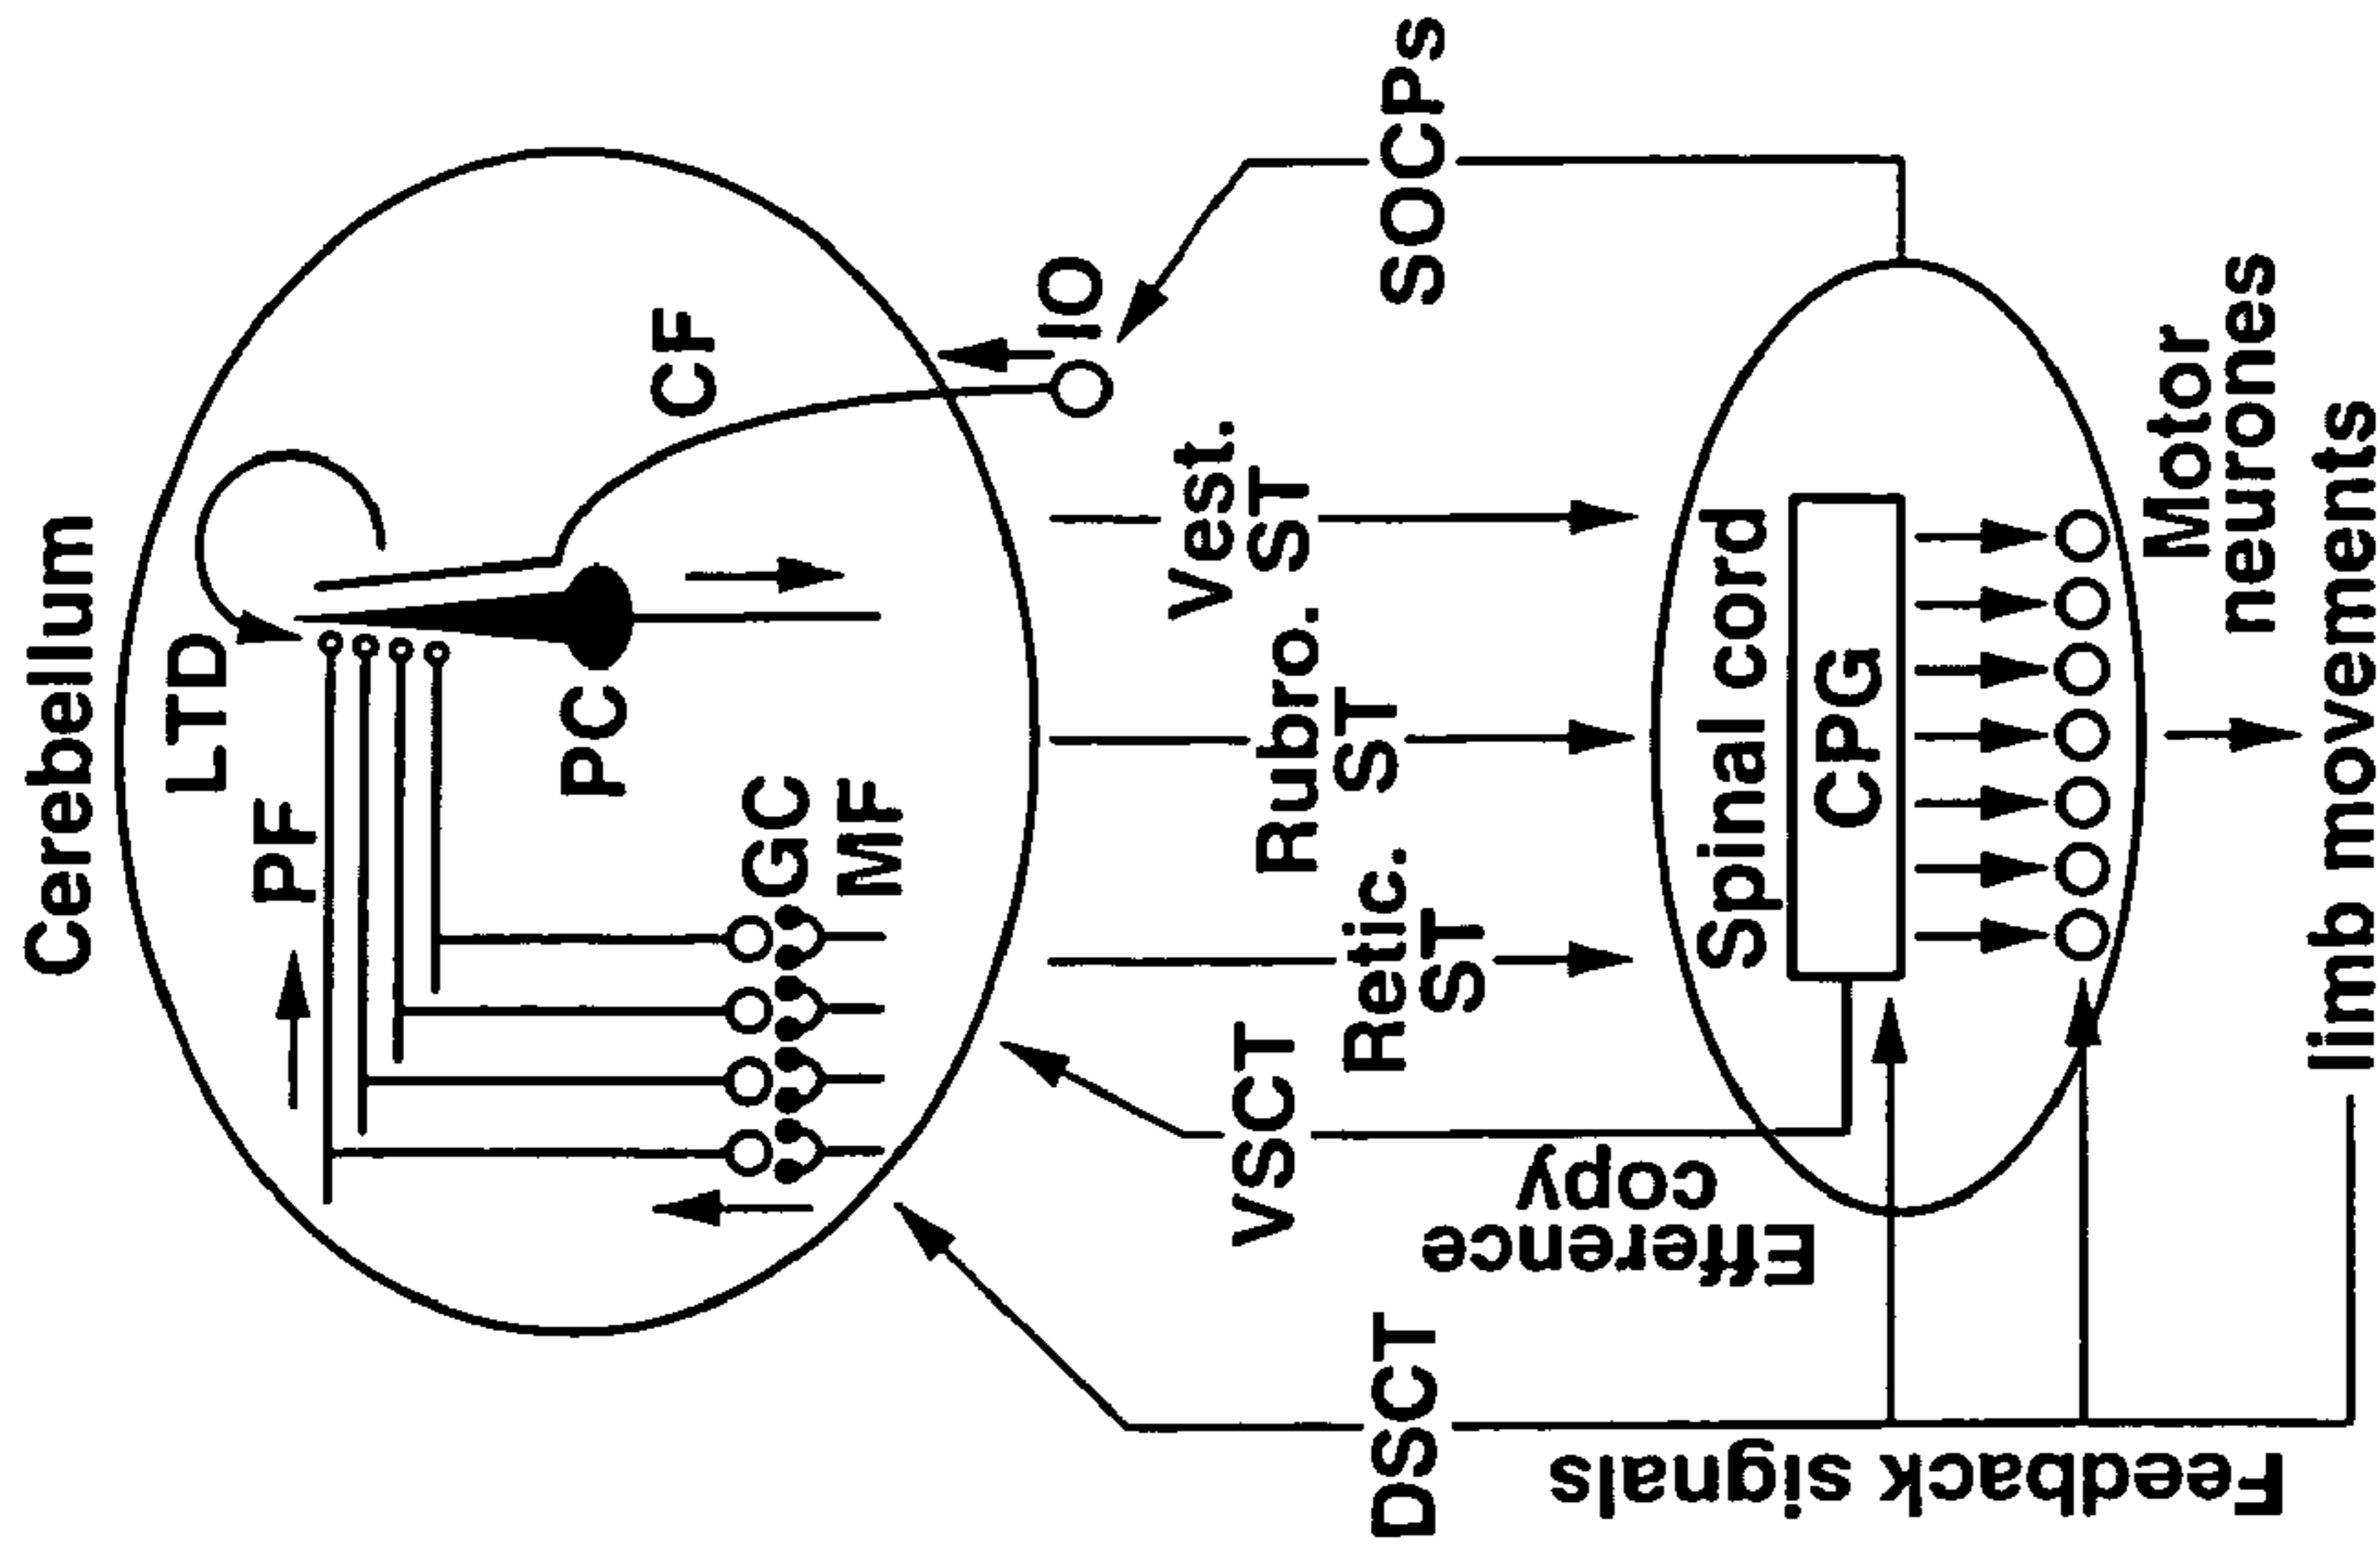 Cerebellum
LTD
PF
PC
GC
MF
CF
IO
SOCPs
Vest.
ST
Rubro.
ST
Retic.
ST
VSCT
DSCT
Efference
copy
Feedback signals
Spinal cord
CPG
Motor
neurones
limb movements